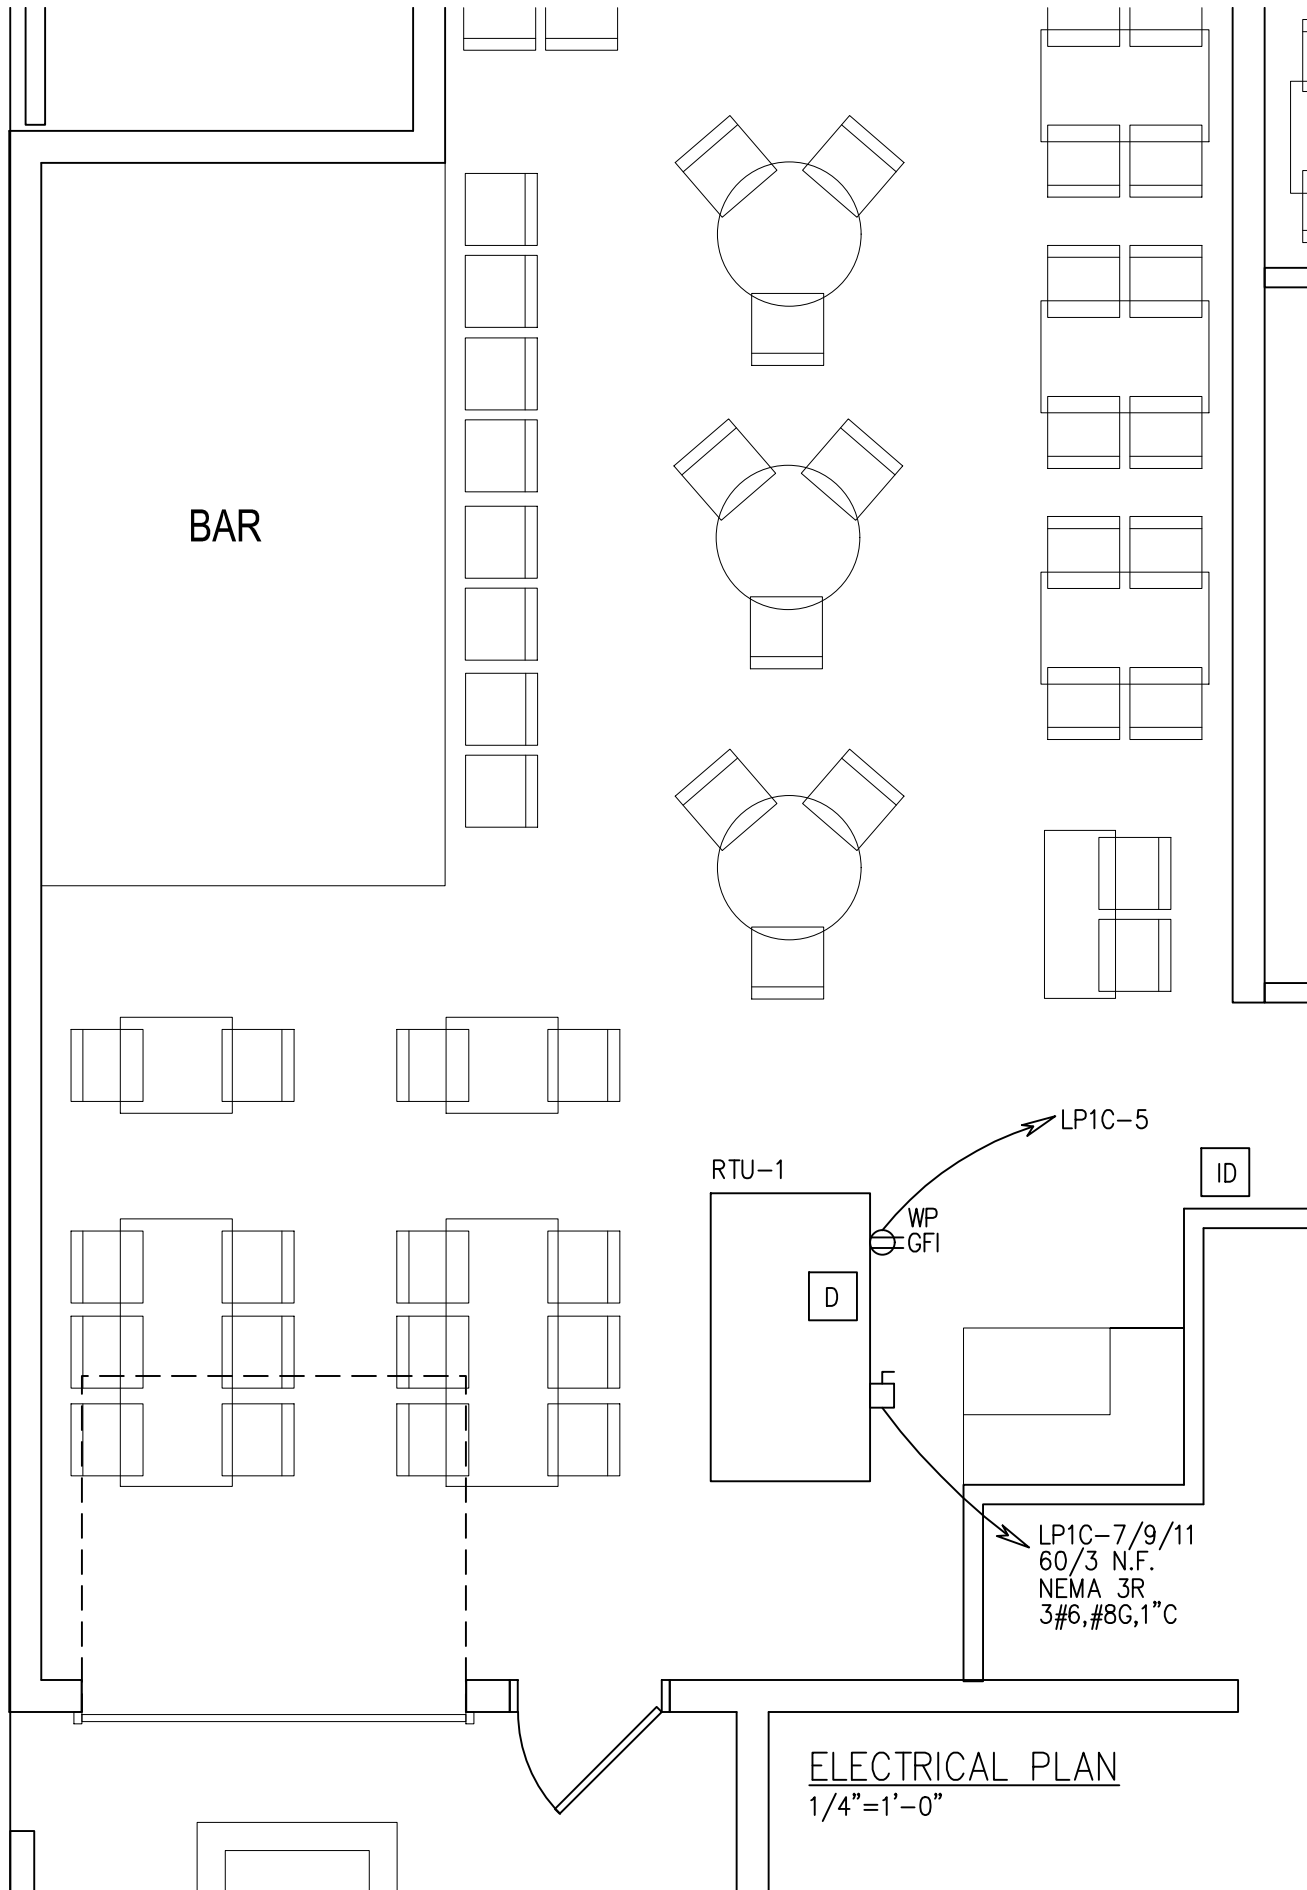 BAR
LP1C-5
RTU-1
ID
WP
GFI
D
LP1C-7/9/11
60/3 N.F.
NEMA 3R
3#6,#8G,1"C
ELECTRICAL PLAN
1/4"=1'-0"